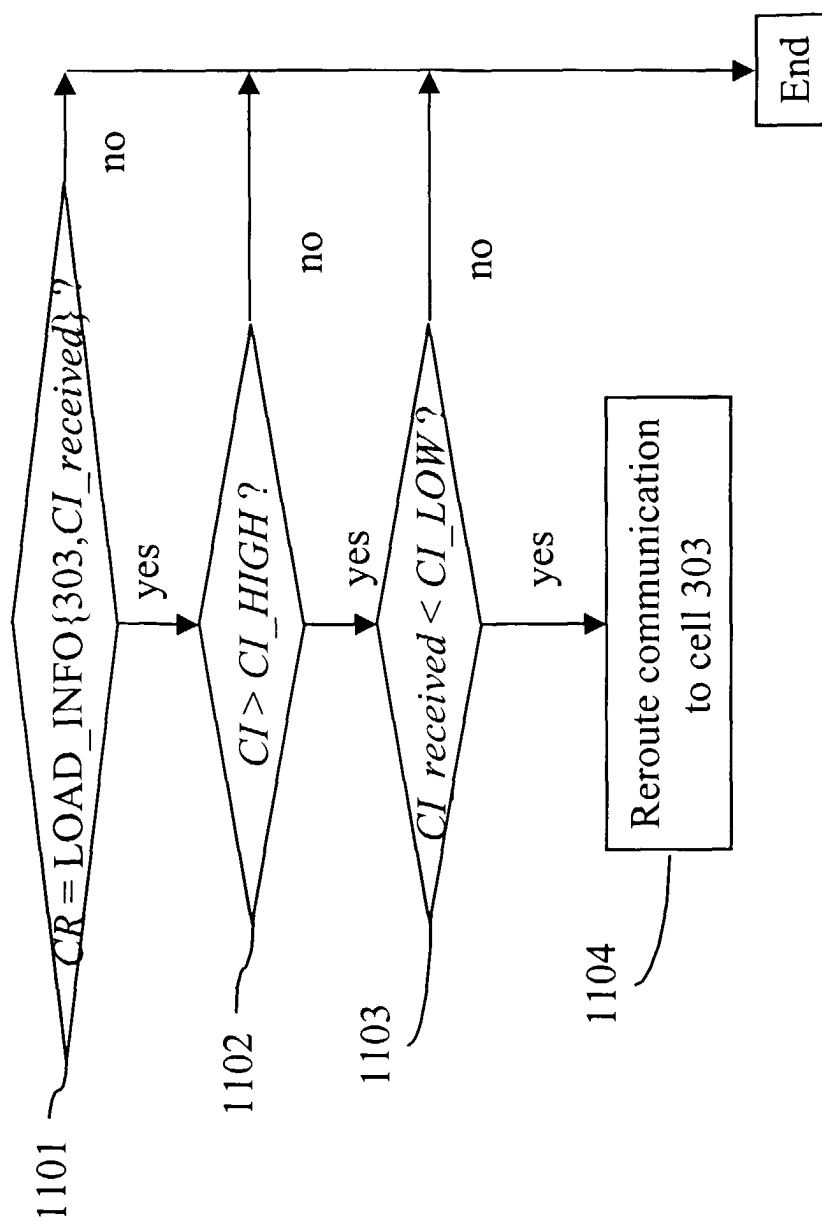 1101
CR = LOAD_INFO{303,CI_received} ?
no
yes
1102
CI > CI_HIGH ?
no
yes
1103
CI_received < CI_LOW ?
no
yes
1104
Reroute communication
to cell 303
End